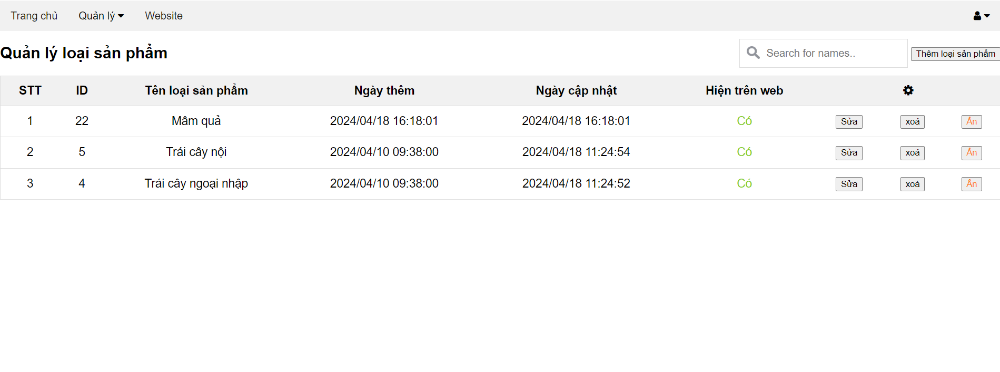 Trang chủ Quản lý Website
Quản lý loại sản phẩm Search for names.. Thêm loại sản phẩm
STT ID Tên loại sản phẩm Ngày thêm Ngày cập nhật Hiện trên web
1 22 Mâm quả 2024/04/18 16:18:01 2024/04/18 16:18:01 Có Sửa xoá Ẩn
2 5 Trái cây nội 2024/04/10 09:38:00 2024/04/18 11:24:54 Có Sửa xoá Ẩn
3 4 Trái cây ngoại nhập 2024/04/10 09:38:00 2024/04/18 11:24:52 Có Sửa xoá Ẩn